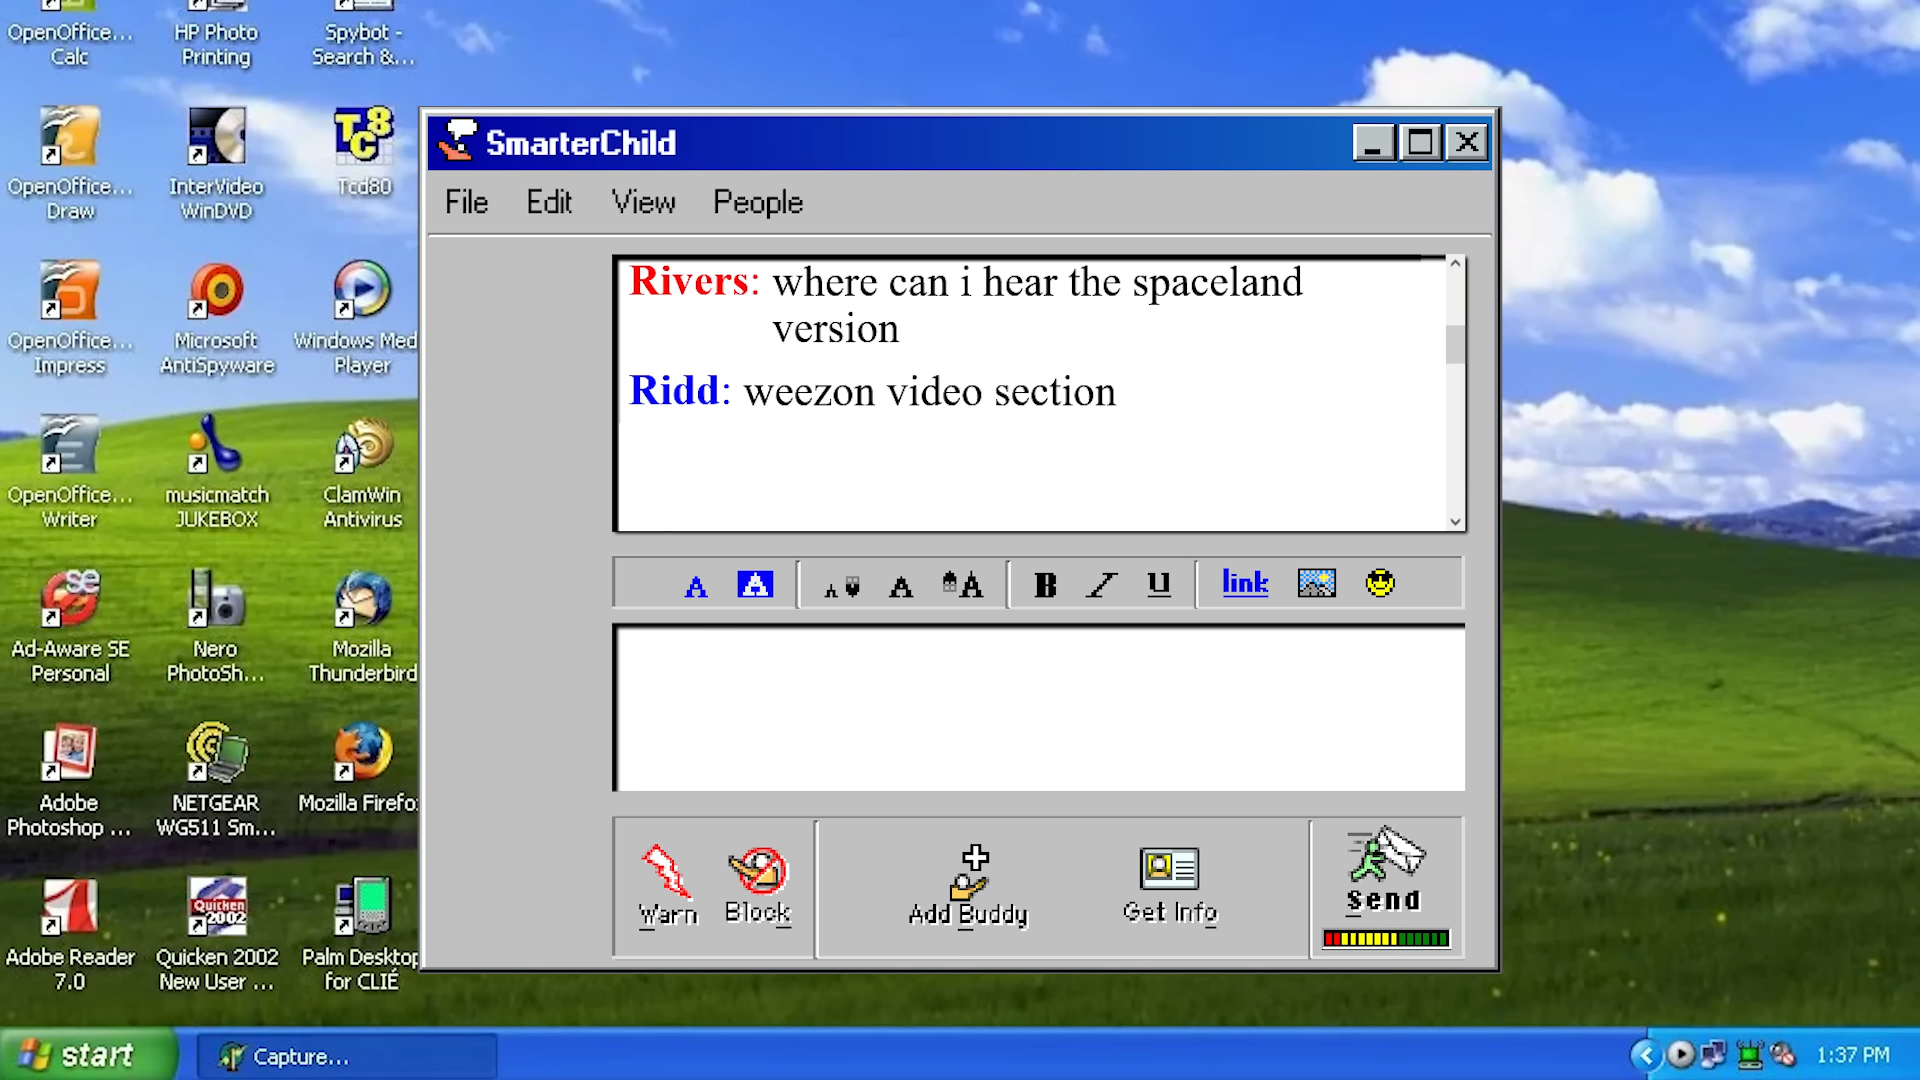 OpenOffice...
Calc
HP Photo
Printing
Spybot -
Search &...
OpenOffice...
Draw
InterVideo
WinDVD
TC8
Tcd80
OpenOffice...
Impress
Microsoft
AntiSpyware
Windows Med
Player
OpenOffice...
Writer
musicmatch
JUKEBOX
ClamWin
Antivirus
se
Ad-Aware SE
Personal
Nero
PhotoSh...
Mozilla
Thunderbird
Adobe
Photoshop ...
NETGEAR
WG511 Sm...
Mozilla Firefo
Quicken
2002
Adobe Reader
7.0
Quicken 2002
New User ...
Palm Desktop
for CLIÉ
SmarterChild
File Edit View People
Rivers: where can i hear the spaceland
version
Ridd: weezon video section
A A A A A B I U link
Warn Block Add Buddy Get Info Send
start Capture... 1:37 PM